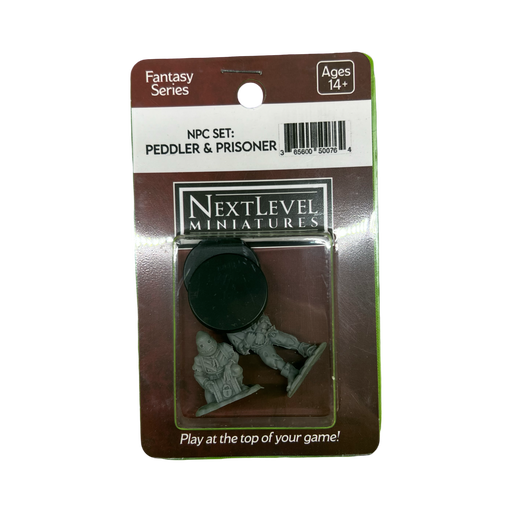 Fantasy
Series
Ages
14+
NPC SET:
PEDDLER & PRISONER
3 65600 50076 4
NEXTLEVEL
MINIATURES
Play at the top of your game!